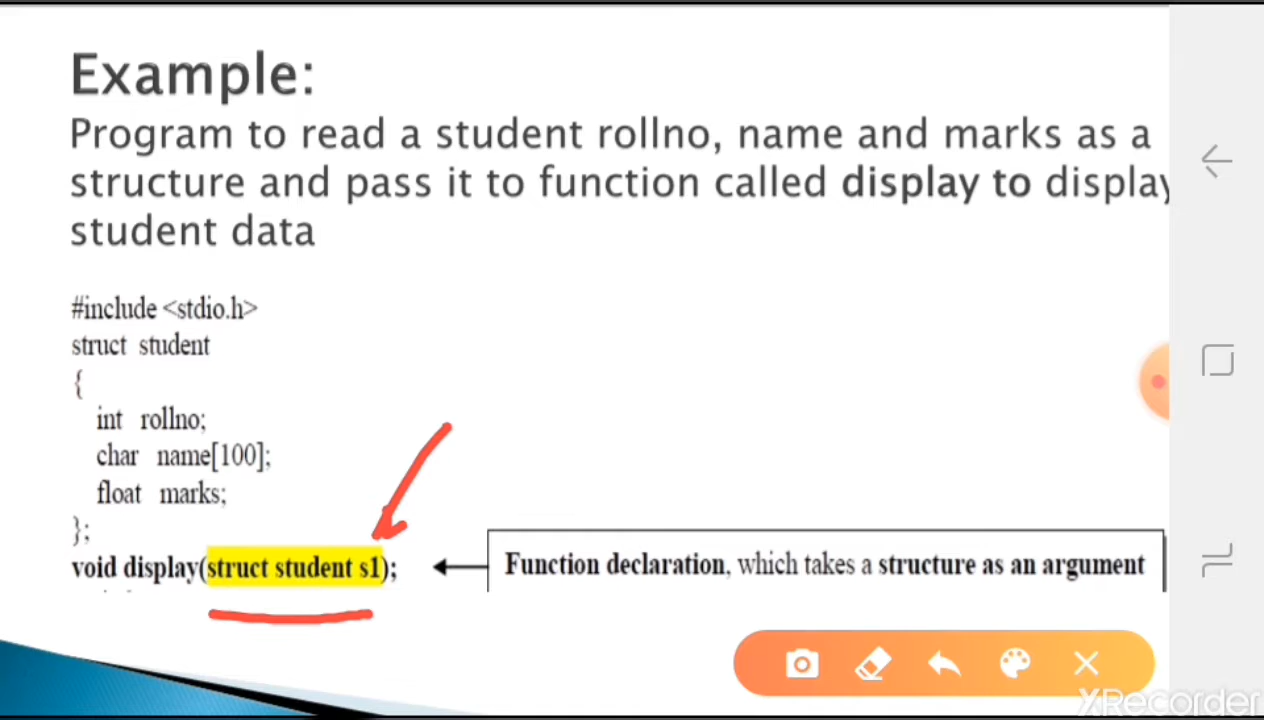 Example:
Program to read a student rollno, name and marks as a
structure and pass it to function called display to display
student data
#include <stdio.h>
struct student
{
int rollno;
char name[100];
float marks;
};
void display(struct student s1);
Function declaration, which takes a structure as an argument
XRecorder